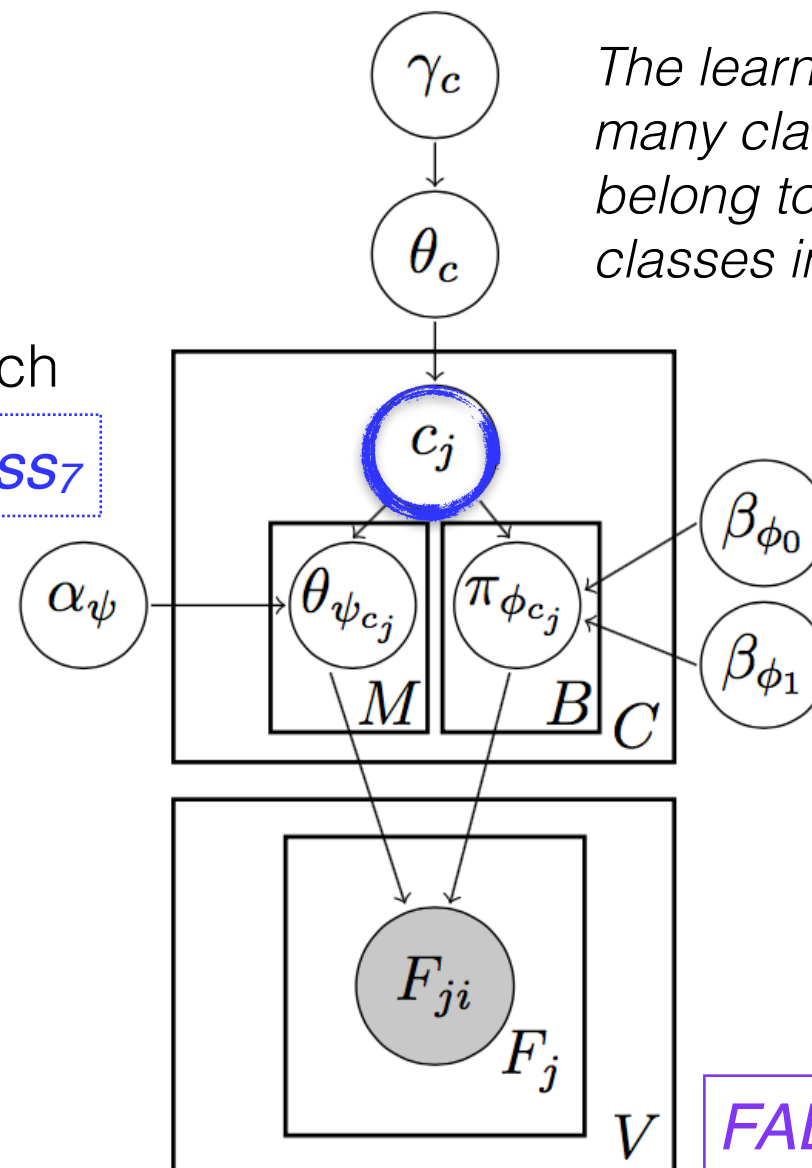 γc
The learn
many cla
belong to
classes in
θc
ch
ss7
cj
βϕ0
αψ
θψcj
πϕcj
βϕ1
M
B
C
Fji
Fj
V